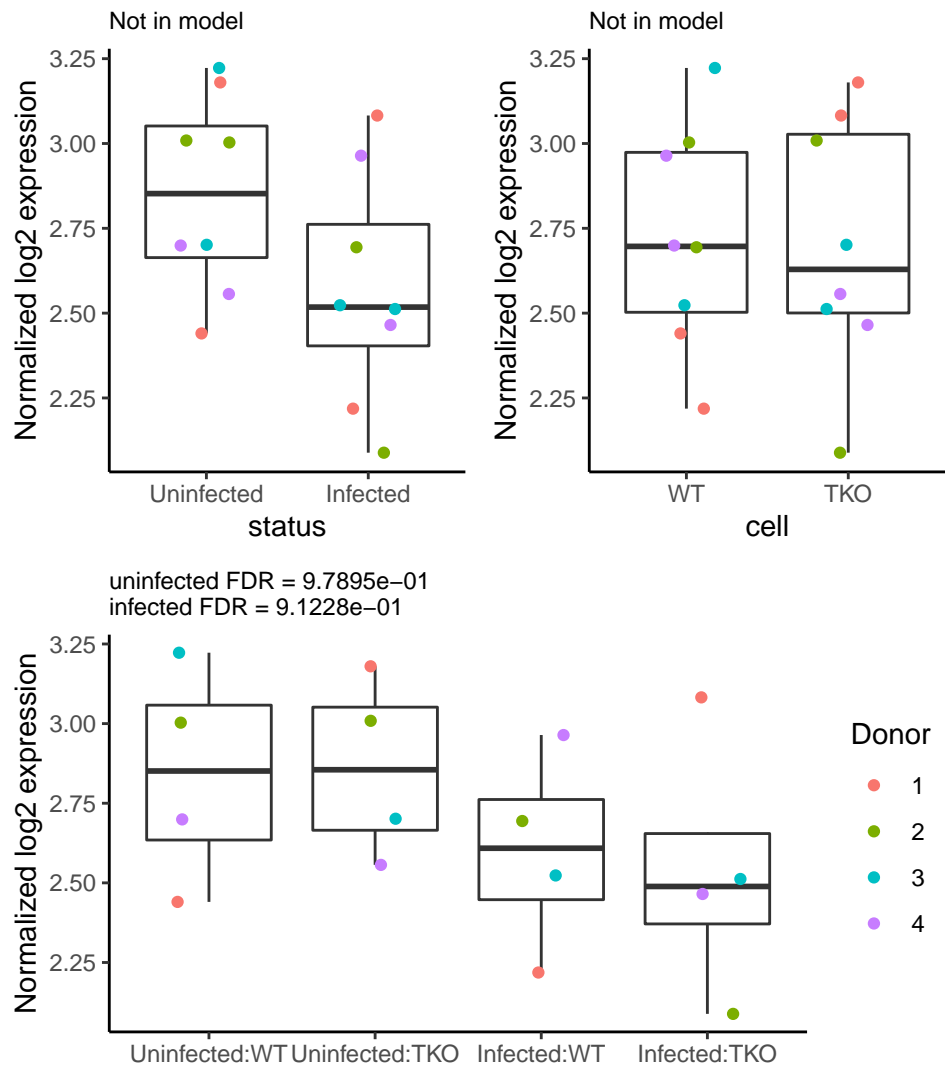 Not in model
Normalized log2 expression
3.25
3.00
2.75
2.50
2.25
Uninfected Infected
status
Not in model
Normalized log2 expression
3.25
3.00
2.75
2.50
2.25
WT TKO
cell
uninfected FDR = 9.7895e−01
infected FDR = 9.1228e−01
Normalized log2 expression
3.25
3.00
2.75
2.50
2.25
Uninfected:WT Uninfected:TKO Infected:WT Infected:TKO
Donor
1
2
3
4